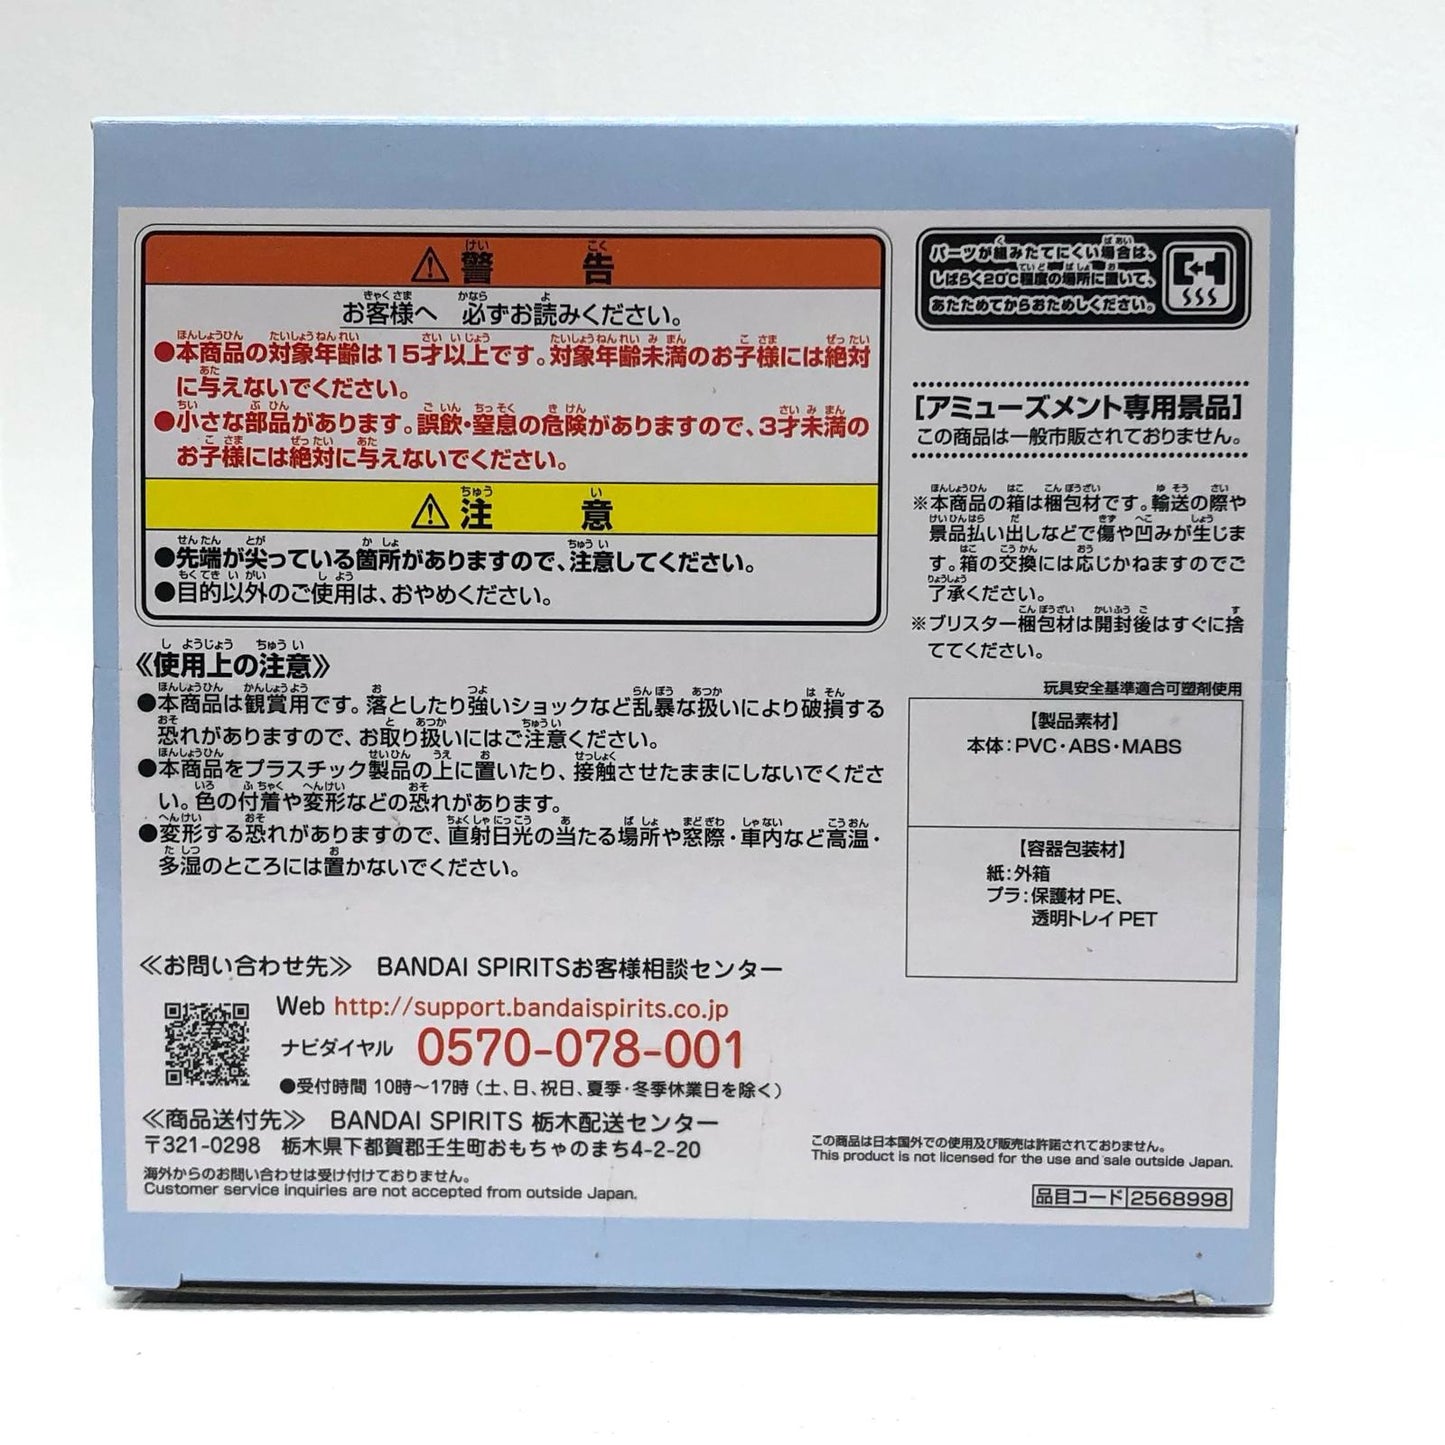 ⚠警告
お客様へ 必ずお読みください。
●本商品の対象年齢は15才以上です。対象年齢未満のお子様には絶対
に与えないでください。
●小さな部品があります。誤飲・窒息の危険がありますので、3才未満の
お子様には絶対に与えないでください。
⚠注意
●先端が尖っている箇所がありますので、注意してください。
●目的以外のご使用は、おやめください。
《使用上の注意》
●本商品は観賞用です。落としたり強いショックなど乱暴な扱いにより破損する
恐れがありますので、お取り扱いにはご注意ください。
●本商品をプラスチック製品の上に置いたり、接触させたままにしないでくださ
い。色の付着や変形などの恐れがあります。
●変形する恐れがありますので、直射日光の当たる場所や窓際・車内など高温・
多湿のところには置かないでください。
≪お問い合わせ先≫ BANDAI SPIRITSお客様相談センター
Web http://support.bandaispirits.co.jp
ナビダイヤル 0570-078-001
●受付時間 10時〜17時（土、日、祝日、夏季・冬季休業日を除く）
≪商品送付先≫ BANDAI SPIRITS 栃木配送センター
〒321-0298 栃木県下都賀郡壬生町おもちゃのまち4-2-20
海外からのお問い合わせは受け付けておりません。
Customer service inquiries are not accepted from outside Japan.
パーツが組みたてにくい場合は、
しばらく20℃程度の場所に置いて、
あたためてからおためしください。
[アミューズメント専用景品]
この商品は一般市販されておりません。
※本商品の箱は梱包材です。輸送の際や
景品払い出しなどで傷や凹みが生じま
す。箱の交換には応じかねますのでご
了承ください。
※ブリスター梱包材は開封後はすぐに捨
ててください。
玩具安全基準適合可塑剤使用
【製品素材】
本体：PVC・ABS・MABS
【容器包装材】
紙：外箱
プラ：保護材 PE、
透明トレイ PET
この商品は日本国外での使用及び販売は許諾されておりません。
This product is not licensed for the use and sale outside Japan.
品目コード 2568998